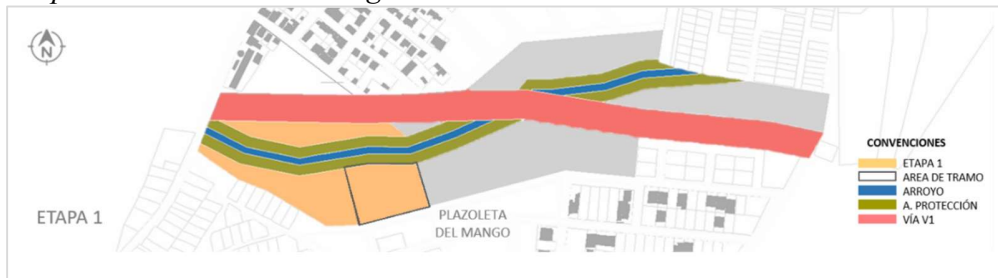 N
CONVENCIONES
ETAPA 1
AREA DE TRAMO
ARROYO
A. PROTECCIÓN
VÍA V1
ETAPA 1
PLAZOLETA
DEL MANGO